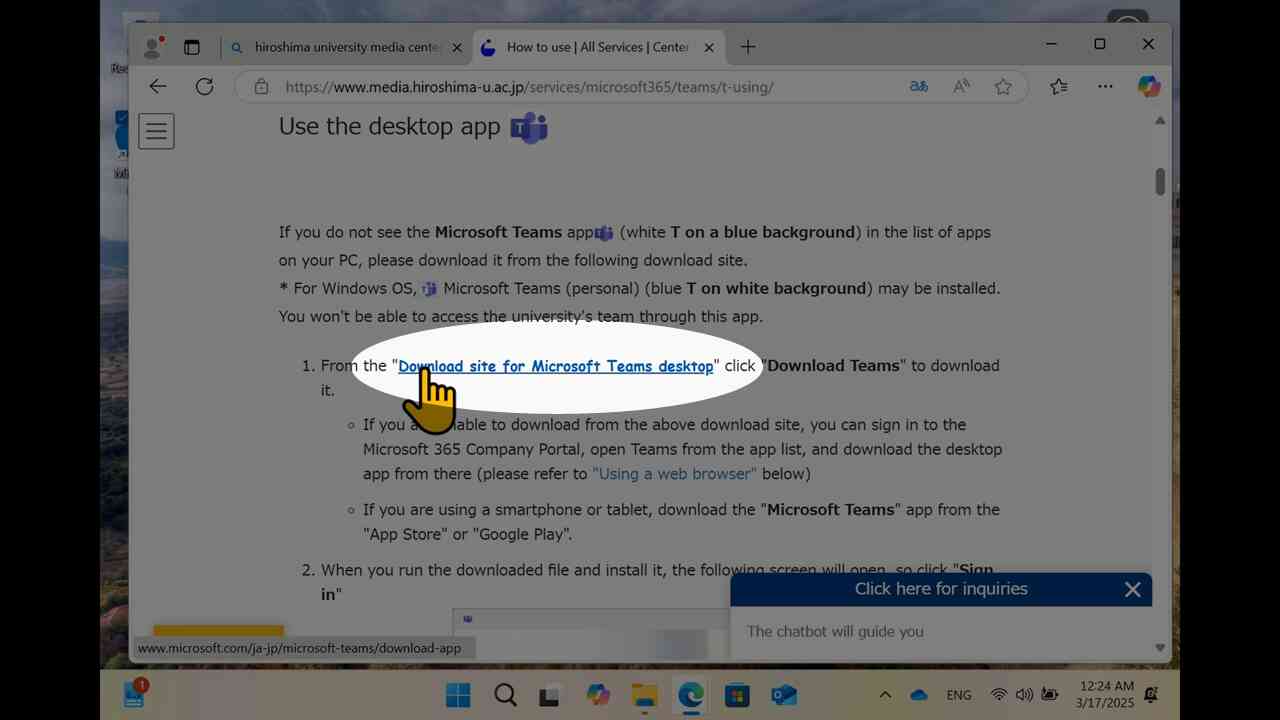 hiroshima university media cente
How to use | All Services | Center
https://www.media.hiroshima-u.ac.jp/services/microsoft365/teams/t-using/
Use the desktop app
If you do not see the Microsoft Teams app (white T on a blue background) in the list of apps
on your PC, please download it from the following download site.
* For Windows OS, Microsoft Teams (personal) (blue T on white background) may be installed.
You won't be able to access the university's team through this app.
1. From the "Download site for Microsoft Teams desktop" click "Download Teams" to download
it.
If you a able to download from the above download site, you can sign in to the
Microsoft 365 Company Portal, open Teams from the app list, and download the desktop
app from there (please refer to "Using a web browser" below)
If you are using a smartphone or tablet, download the "Microsoft Teams" app from the
"App Store" or "Google Play".
2. When you run the downloaded file and install it, the following screen will open, so click "Sign
in"
Click here for inquiries
The chatbot will guide you
www.microsoft.com/ja-jp/microsoft-teams/download-app
1
ENG
12:24 AM
3/17/2025